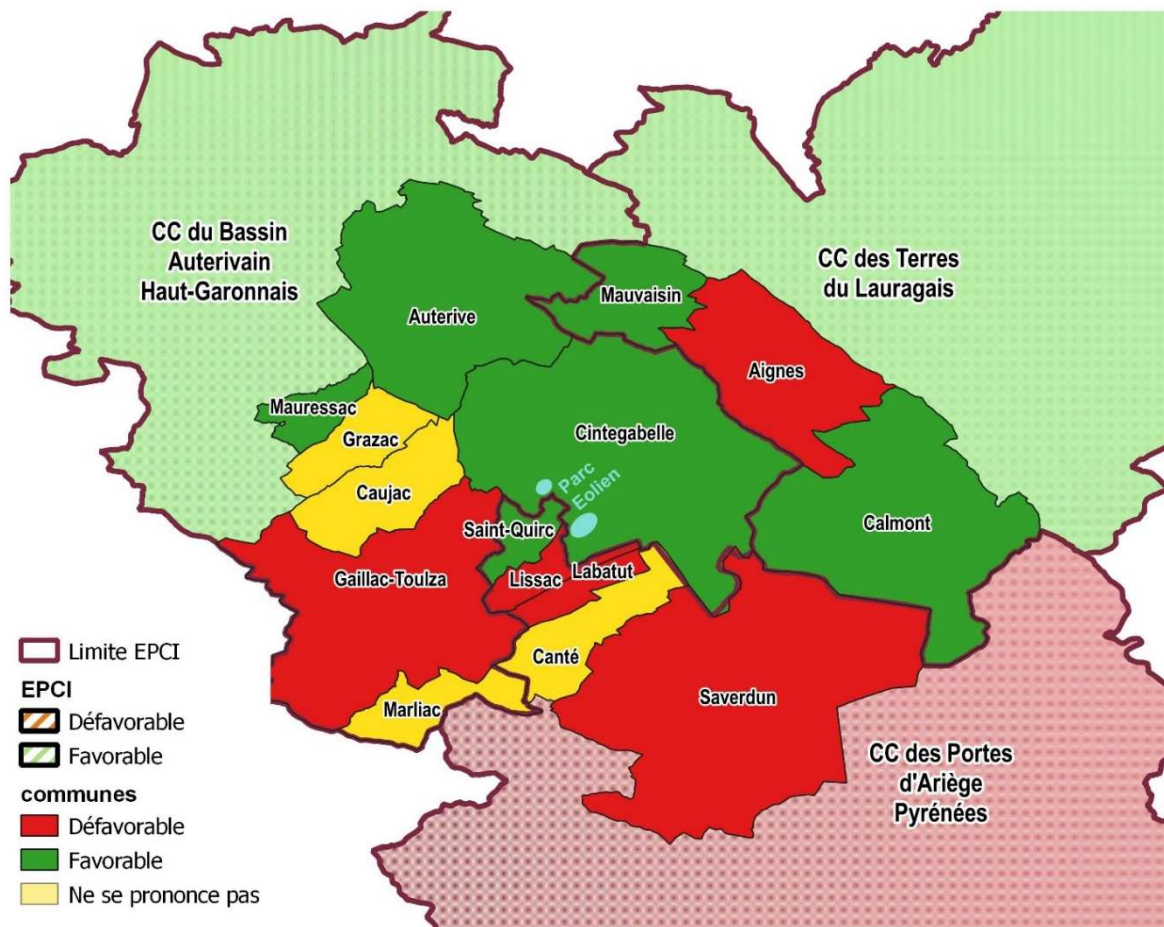 CC du Bassin
Auterivain
Haut-Garonnais
CC des Terres
du Lauragais
Mauvaisin
Auterive
Aignes
Mauressac
Grazac
Cintegabelle
Caujac
Parc
Eolien
Saint-Quirc
Calmont
Gaillac-Toulza
Lissac
Labatut
Canté
Saverdun
Marliac
CC des Portes
d'Ariège
Pyrénées
Limite EPCI
EPCI
Défavorable
Favorable
communes
Défavorable
Favorable
Ne se prononce pas